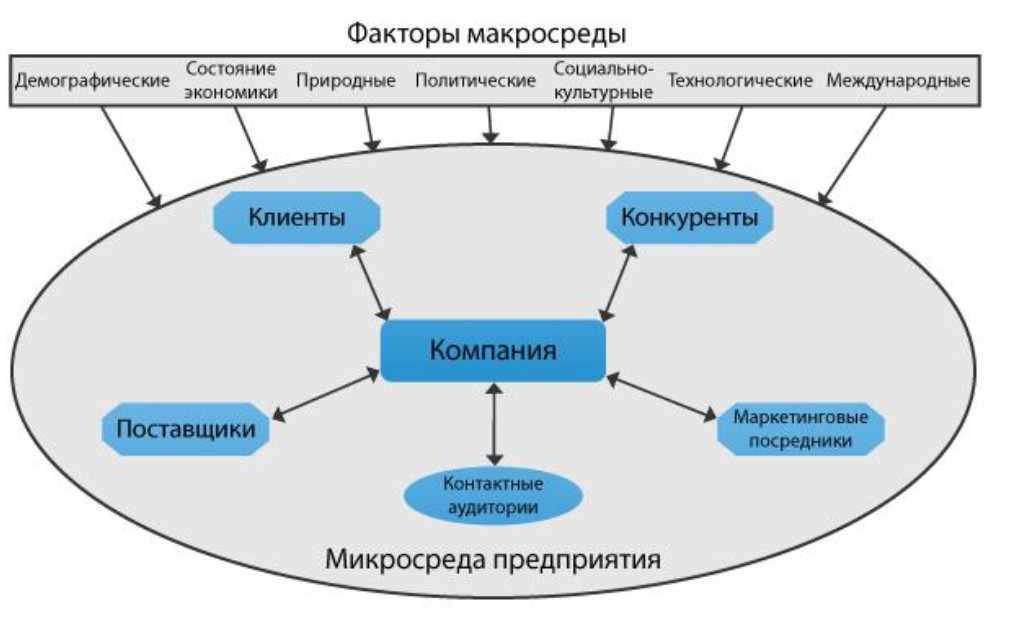 Факторы макросреды
Демографические
Состояние
экономики
Природные
Политические
Социально-
культурные
Технологические
Международные
Клиенты
Конкуренты
Компания
Поставщики
Маркетинговые
посредники
Контактные
аудитории
Микросреда предприятия